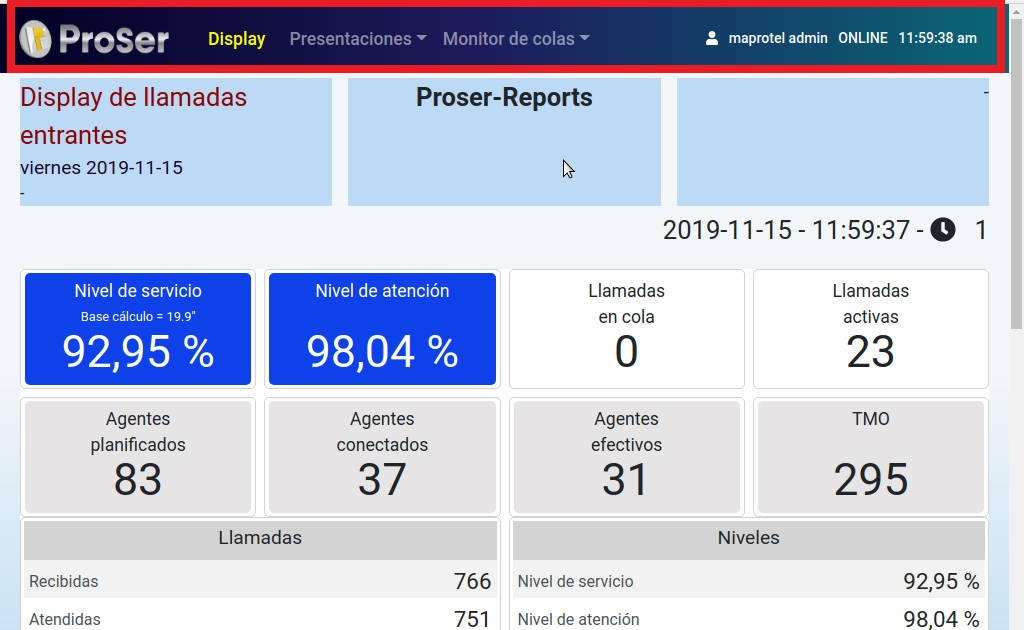 ProSer Display Presentaciones Monitor de colas maprotel admin ONLINE 11:59:38 am
Display de llamadas
entrantes
viernes 2019-11-15
-
Proser-Reports
-
2019-11-15 - 11:59:37 - 1
Nivel de servicio
Base cálculo = 19.9"
92,95 %
Nivel de atención
98,04 %
Llamadas
en cola
0
Llamadas
activas
23
Agentes
planificados
83
Agentes
conectados
37
Agentes
efectivos
31
TMO
295
Llamadas
Recibidas 766
Atendidas 751
Niveles
Nivel de servicio 92,95 %
Nivel de atención 98,04 %